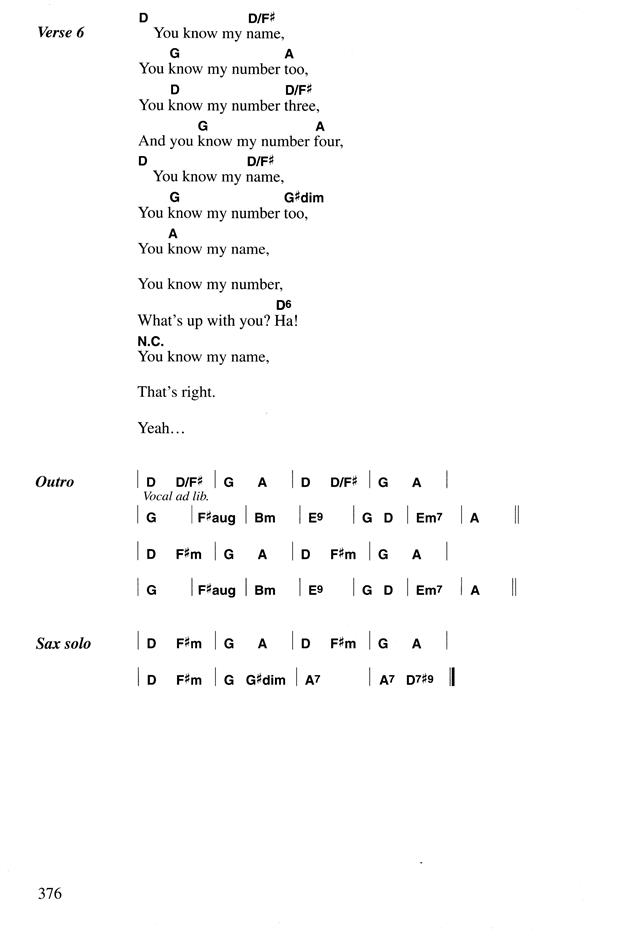 D D/F♯
Verse 6 You know my name,
G A
You know my number too,
D D/F♯
You know my number three,
G A
And you know my number four,
D D/F♯
You know my name,
G G♯dim
You know my number too,
A
You know my name,
You know my number,
D6
What's up with you? Ha!
N.C.
You know my name,
That's right.
Yeah…
Outro | D D/F♯ | G A | D D/F♯ | G A |
Vocal ad lib.
| G | F♯aug | Bm | E9 | G D | Em7 | A ||
| D F♯m | G A | D F♯m | G A |
| G | F♯aug | Bm | E9 | G D | Em7 | A ||
Sax solo | D F♯m | G A | D F♯m | G A |
| D F♯m | G G♯dim | A7 | A7 D7♯9 ||
376